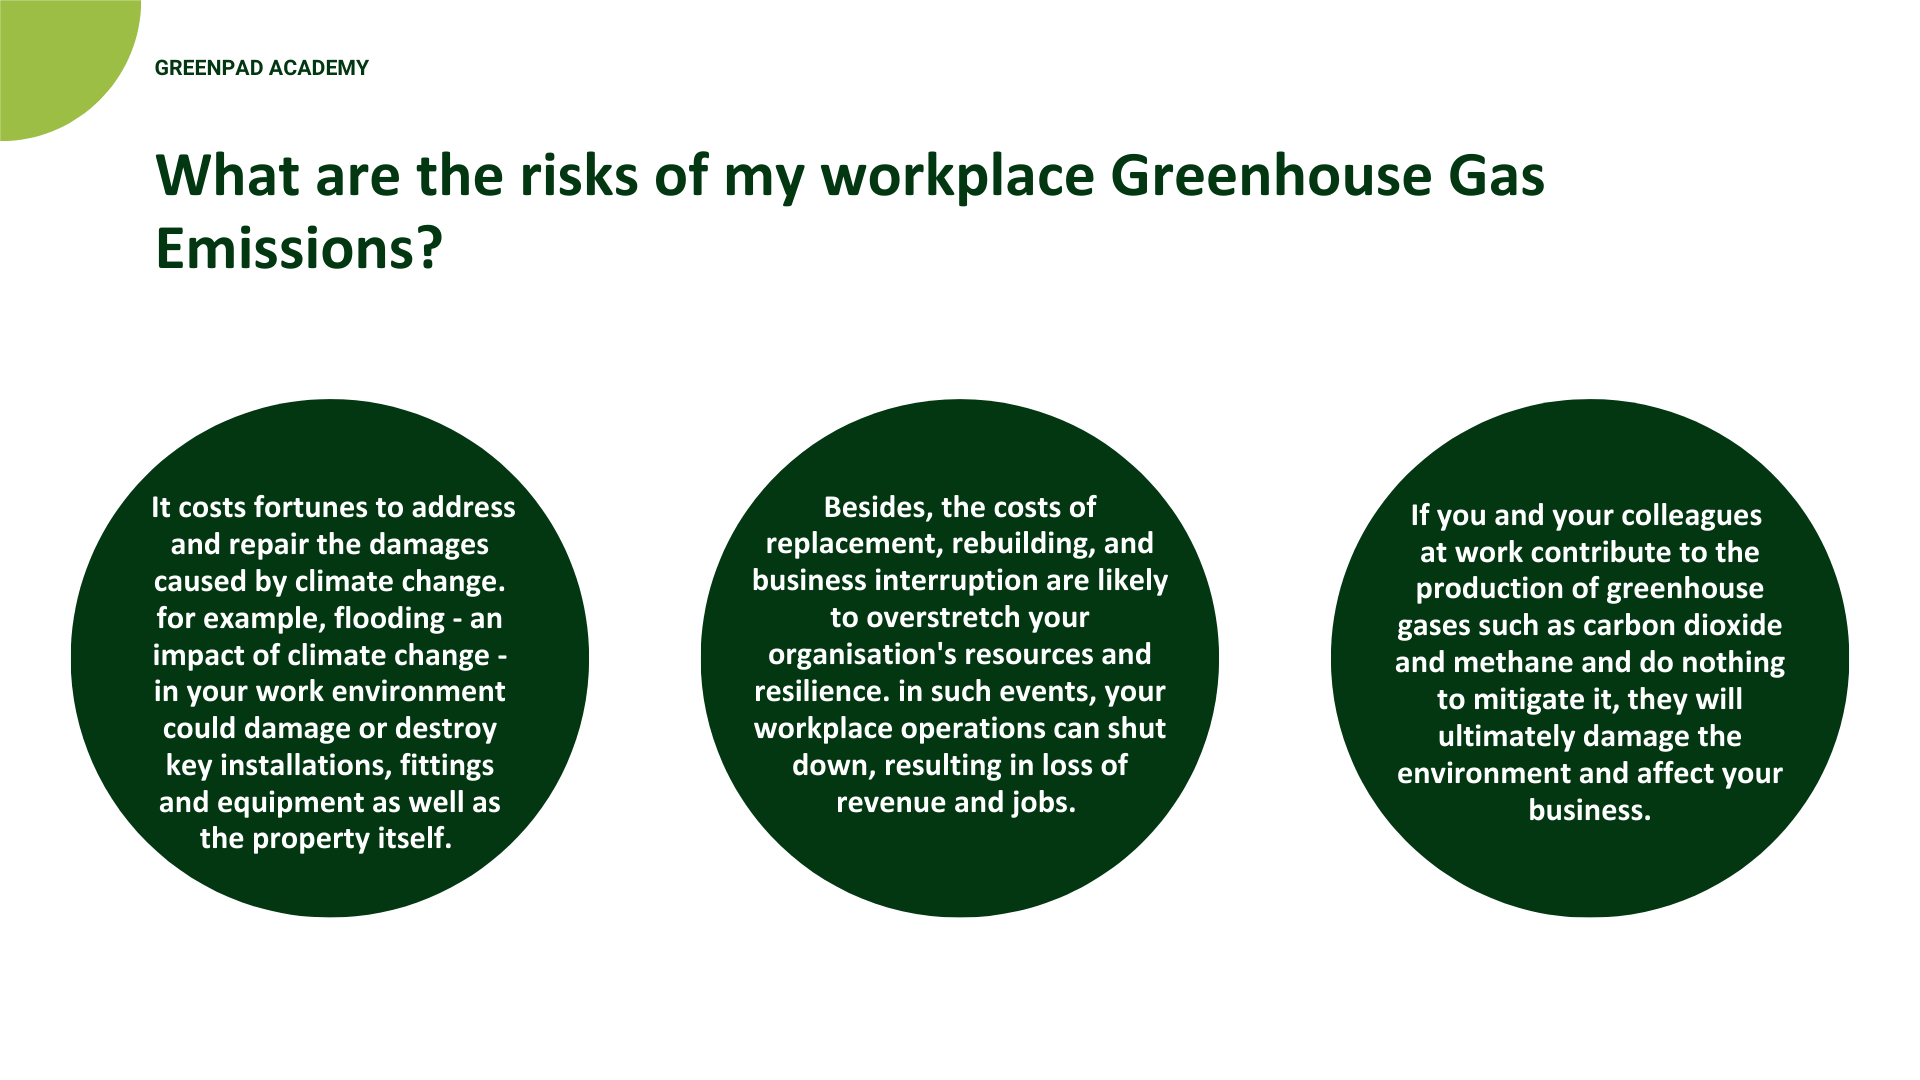 GREENPAD ACADEMY
What are the risks of my workplace Greenhouse Gas
Emissions?
It costs fortunes to address
and repair the damages
caused by climate change.
for example, flooding - an
impact of climate change -
in your work environment
could damage or destroy
key installations, fittings
and equipment as well as
the property itself.
Besides, the costs of
replacement, rebuilding, and
business interruption are likely
to overstretch your
organisation's resources and
resilience. in such events, your
workplace operations can shut
down, resulting in loss of
revenue and jobs.
If you and your colleagues
at work contribute to the
production of greenhouse
gases such as carbon dioxide
and methane and do nothing
to mitigate it, they will
ultimately damage the
environment and affect your
business.